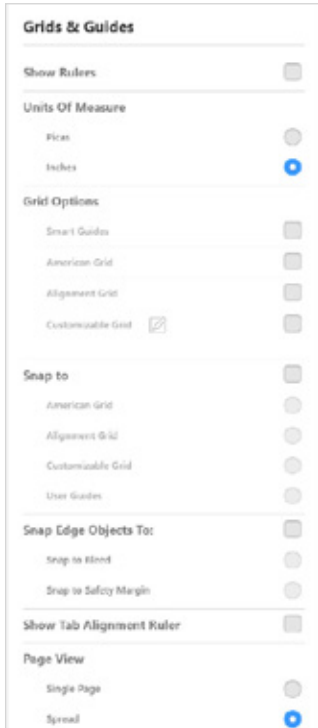 Grids & Guides
Show Rulers
Units Of Measure
Picas
Inches
Grid Options
Smart Guides
American Grid
Alignment Grid
Customizable Grid
Snap to
American Grid
Alignment Grid
Customizable Grid
User Guides
Snap Edge Objects To:
Snap to Bleed
Snap to Safety Margin
Show Tab Alignment Ruler
Page View
Single Page
Spread